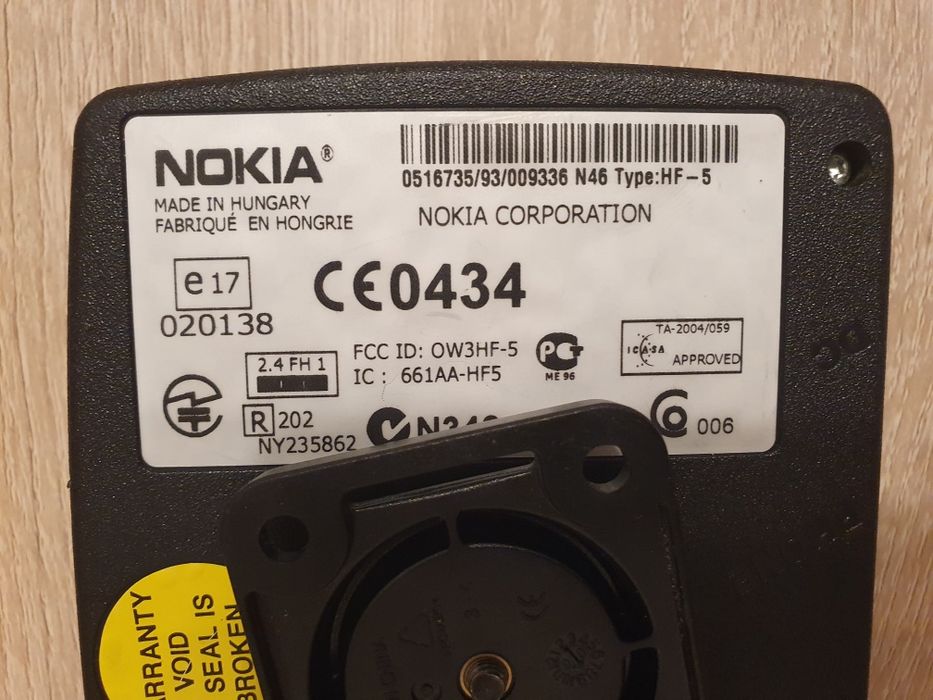 NOKIA®
MADE IN HUNGARY
FABRIQUÉ EN HONGRIE
0516735/93/009336 N46 Type:HF-5
NOKIA CORPORATION
e17
020138
CE0434
2.4 FH 1
FCC ID: OW3HF-5
IC : 661AA-HF5
PCT
ME 96
TA-2004/059
ICASA
APPROVED
R 202
NY235862
006
VOID
SEAL IS
BROKEN
CE